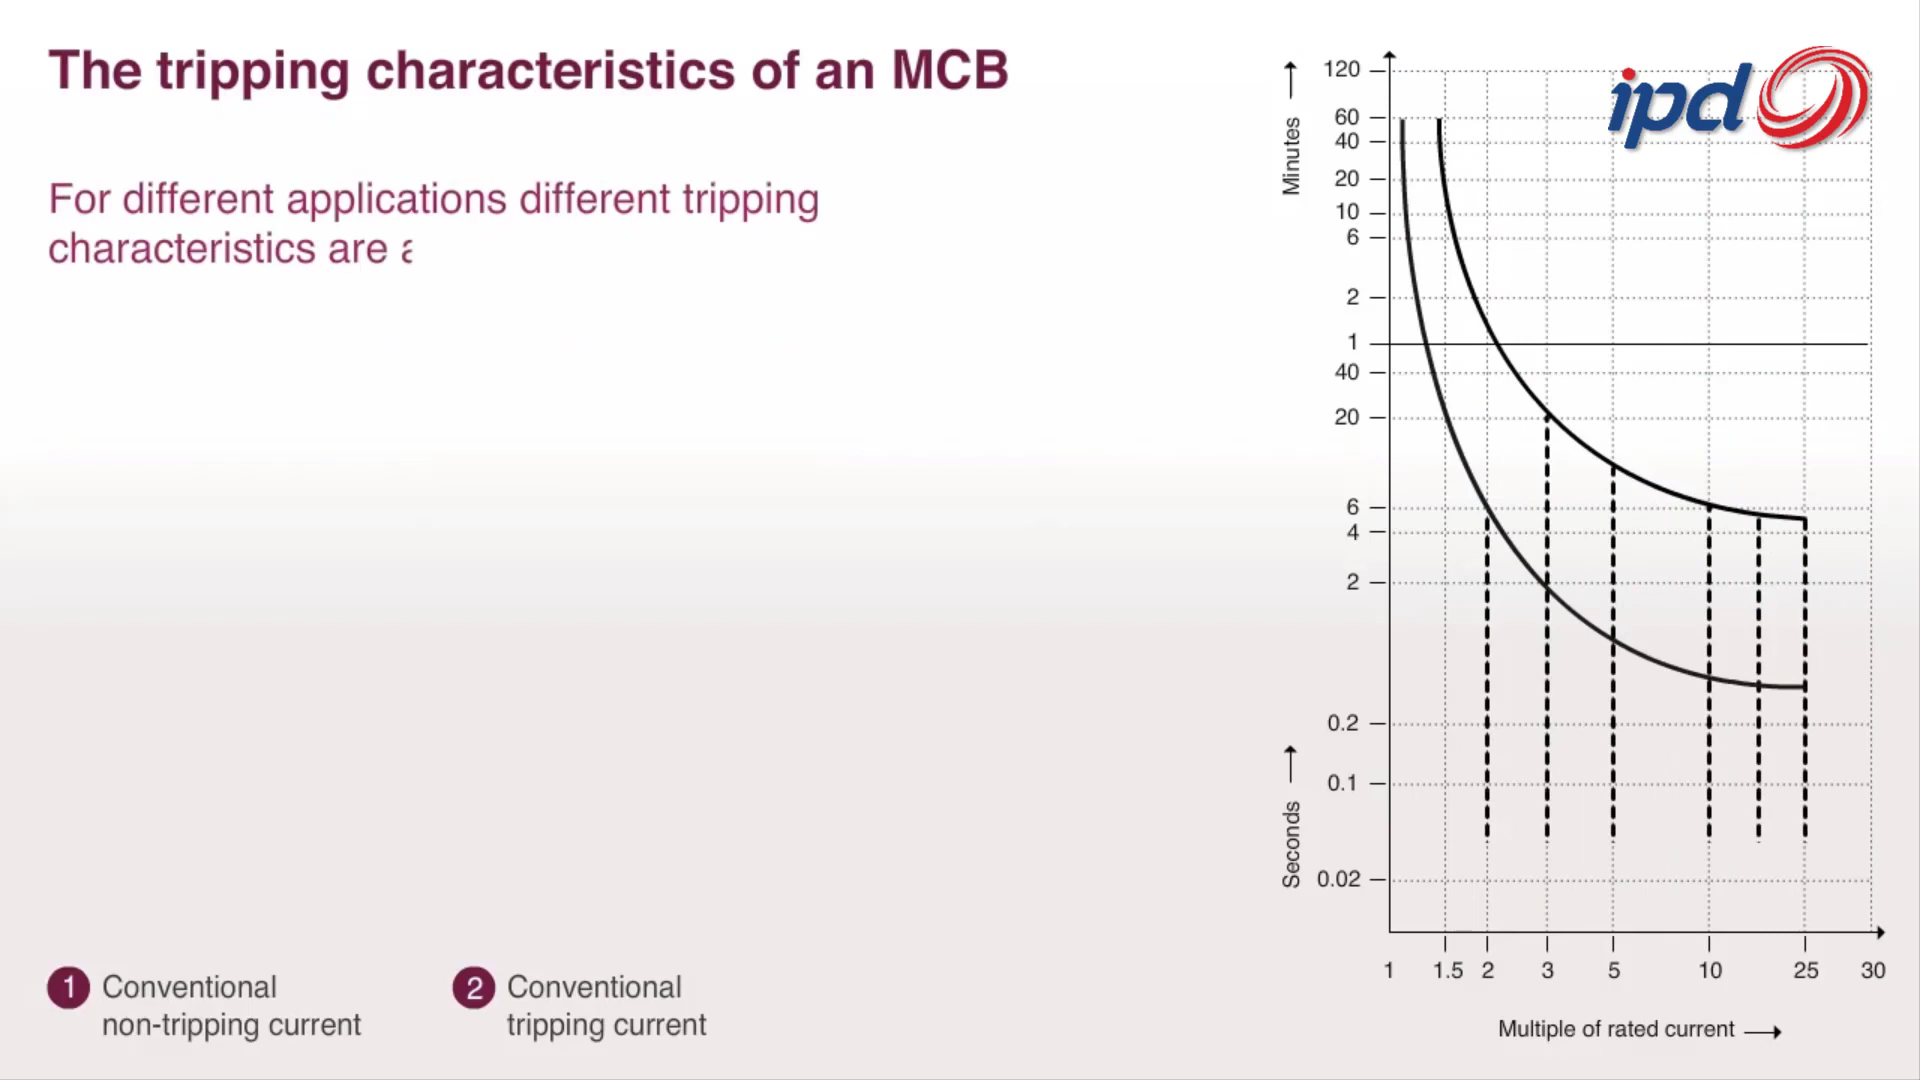 The tripping characteristics of an MCB
ipd
For different applications different tripping
characteristics are
Minutes
120
60
40
20
10
6
2
1
40
20
6
4
2
0.2
0.1
0.02
Seconds
1 1.5 2 3 5 10 25 30
Multiple of rated current
1 Conventional
non-tripping current
2 Conventional
tripping current